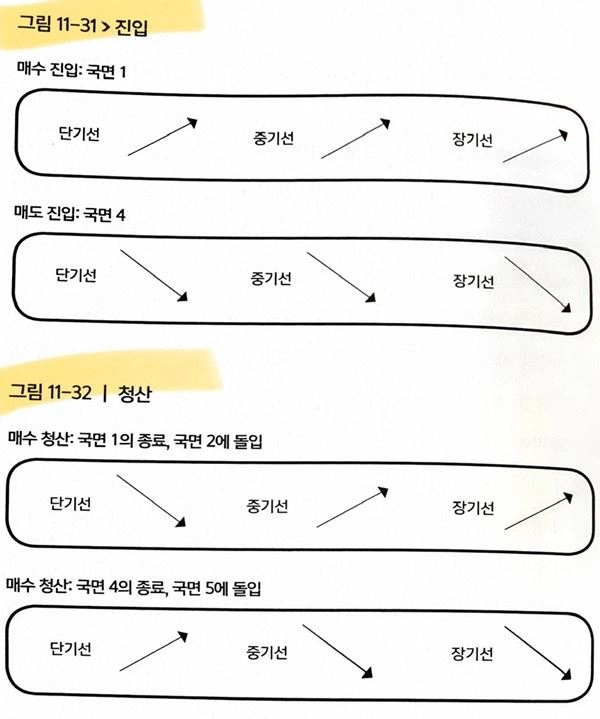 그림 11-31 > 진입
매수 진입: 국면 1
단기선 중기선 장기선
매도 진입: 국면 4
단기선 중기선 장기선
그림 11-32 | 청산
매수 청산: 국면 1의 종료, 국면 2에 돌입
단기선 중기선 장기선
매수 청산: 국면 4의 종료, 국면 5에 돌입
단기선 중기선 장기선